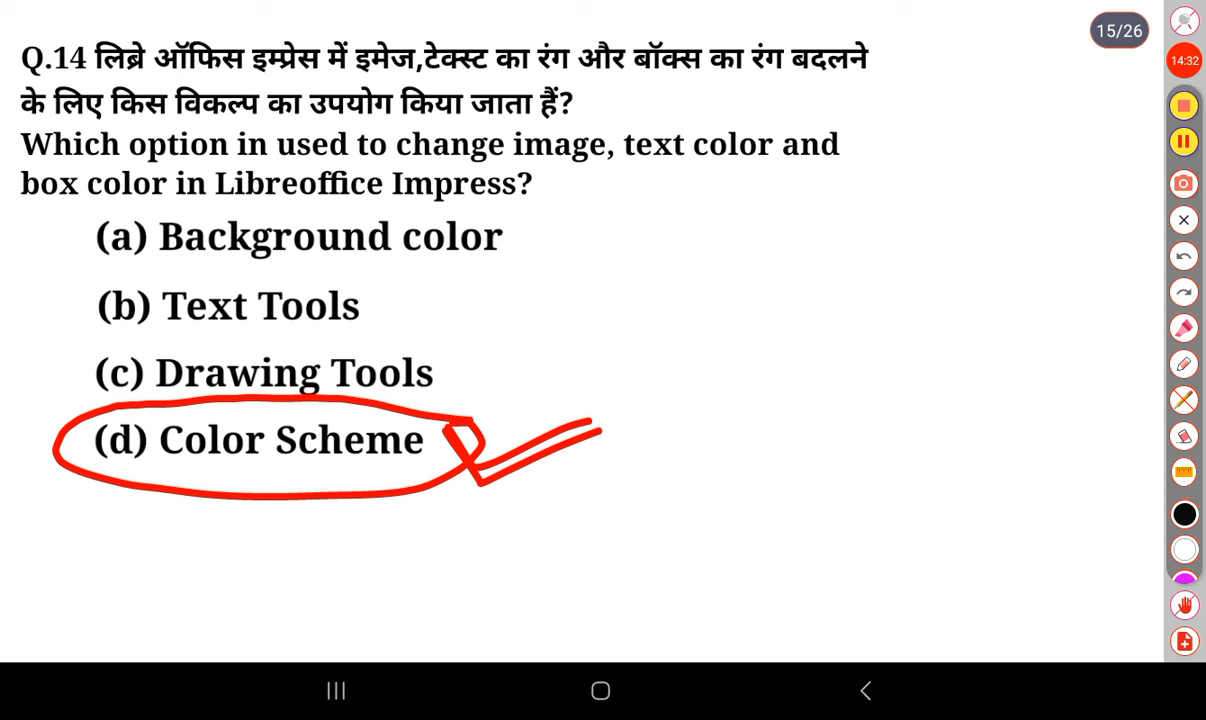 15/26
14:32
Q.14 लिब्रे ऑफिस इम्प्रेस में इमेज,टेक्स्ट का रंग और बॉक्स का रंग बदलने
के लिए किस विकल्प का उपयोग किया जाता हैं?
Which option in used to change image, text color and
box color in Libreoffice Impress?
(a) Background color
(b) Text Tools
(c) Drawing Tools
(d) Color Scheme